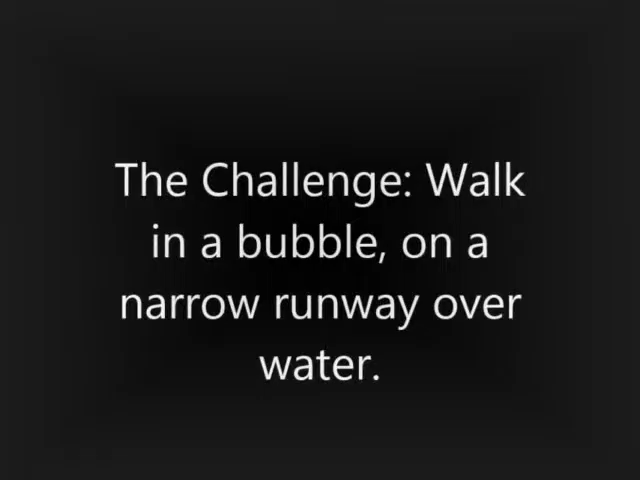 The Challenge: Walk
in a bubble, on a
narrow runway over
water.